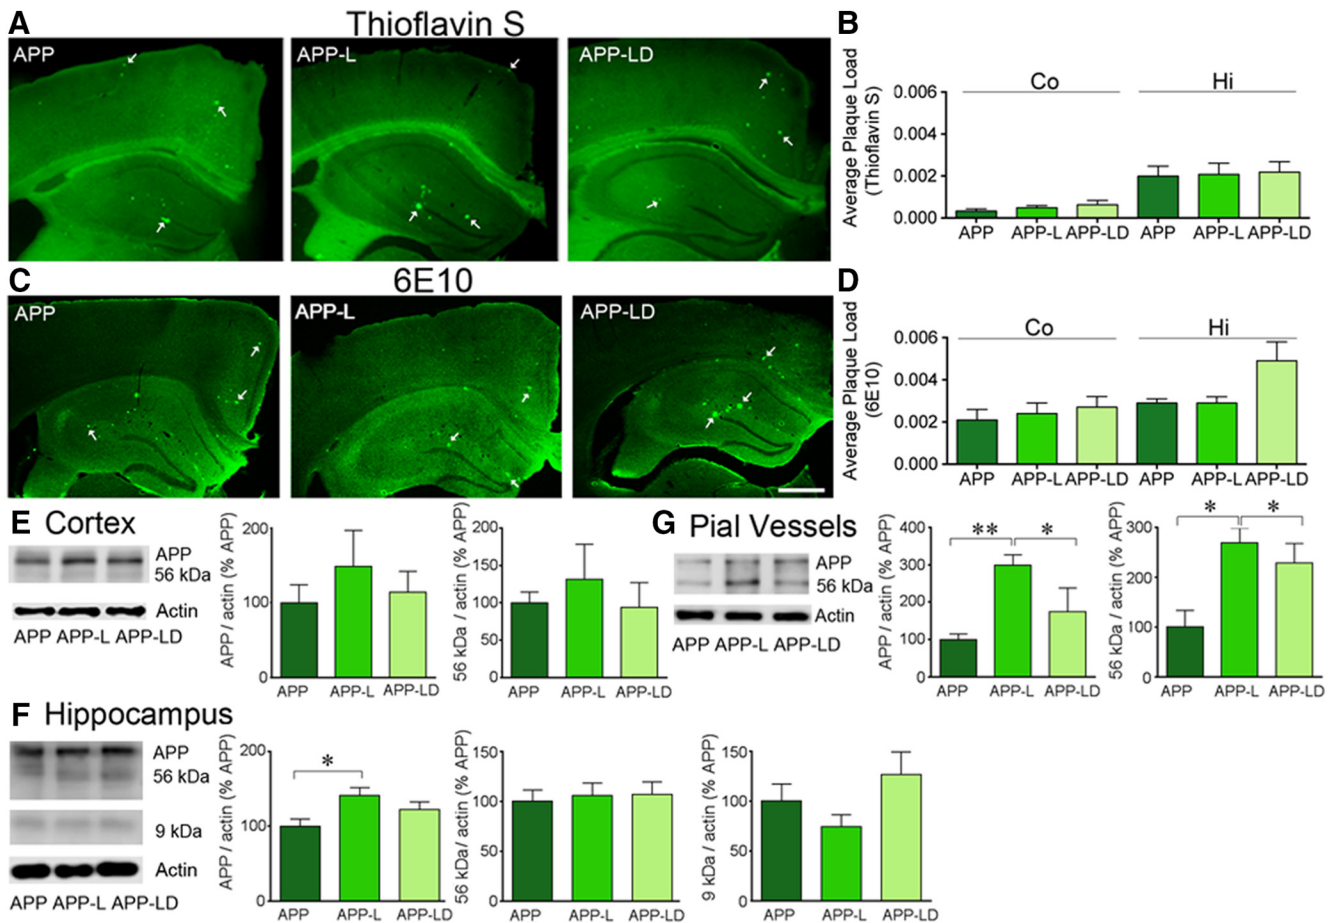 A
Thioflavin S
APP
APP-L
APP-LD
B
Average Plaque Load
(Thioflavin S)
0.006
0.004
0.002
0.000
Co
Hi
APP APP-L APP-LD APP APP-L APP-LD
C
6E10
APP
APP-L
APP-LD
D
Average Plaque Load
(6E10)
0.006
0.004
0.002
0.000
Co
Hi
APP APP-L APP-LD APP APP-L APP-LD
E Cortex
APP
56 kDa
Actin
APP APP-L APP-LD
APP / actin (% APP)
200
100
0
APP APP-L APP-LD
56 kDa / actin (% APP)
200
150
100
50
0
APP APP-L APP-LD
G Pial Vessels
APP
56 kDa
Actin
APP APP-L APP-LD
APP / actin (% APP)
400
300
200
100
0
** *
APP APP-L APP-LD
56 kDa / actin (% APP)
300
200
100
0
* *
APP APP-L APP-LD
F Hippocampus
APP
56 kDa
9 kDa
Actin
APP APP-L APP-LD
APP / actin (% APP)
200
100
0
*
APP APP-L APP-LD
56 kDa/ actin (% APP)
150
100
50
0
APP APP-L APP-LD
9 kDa / actin (% APP)
150
100
50
0
APP APP-L APP-LD